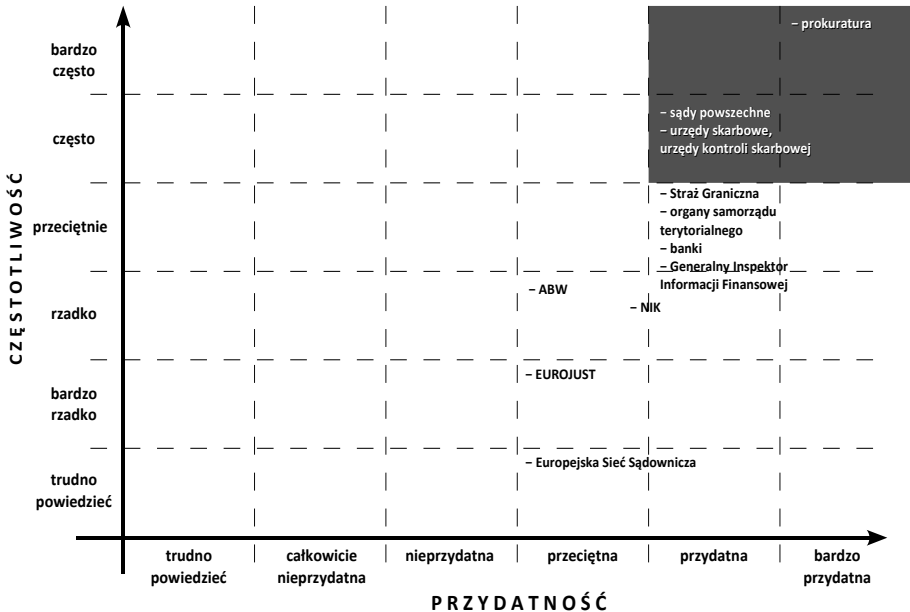 CZĘSTOTLIWOŚĆ
bardzo
często
często
przeciętnie
rzadko
bardzo
rzadko
trudno
powiedzieć
– prokuratura
– sądy powszechne
– urzędy skarbowe,
urzędy kontroli skarbowej
– Straż Graniczna
– organy samorządu
terytorialnego
– banki
– Generalny Inspektor
Informacji Finansowej
– ABW
– NIK
– EUROJUST
– Europejska Sieć Sądownicza
trudno
powiedzieć
całkowicie
nieprzydatna
nieprzydatna
przeciętna
przydatna
bardzo
przydatna
PRZYDATNOŚĆ